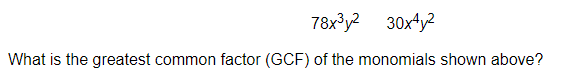 78x³y² 30x⁴y²
What is the greatest common factor (GCF) of the monomials shown above?